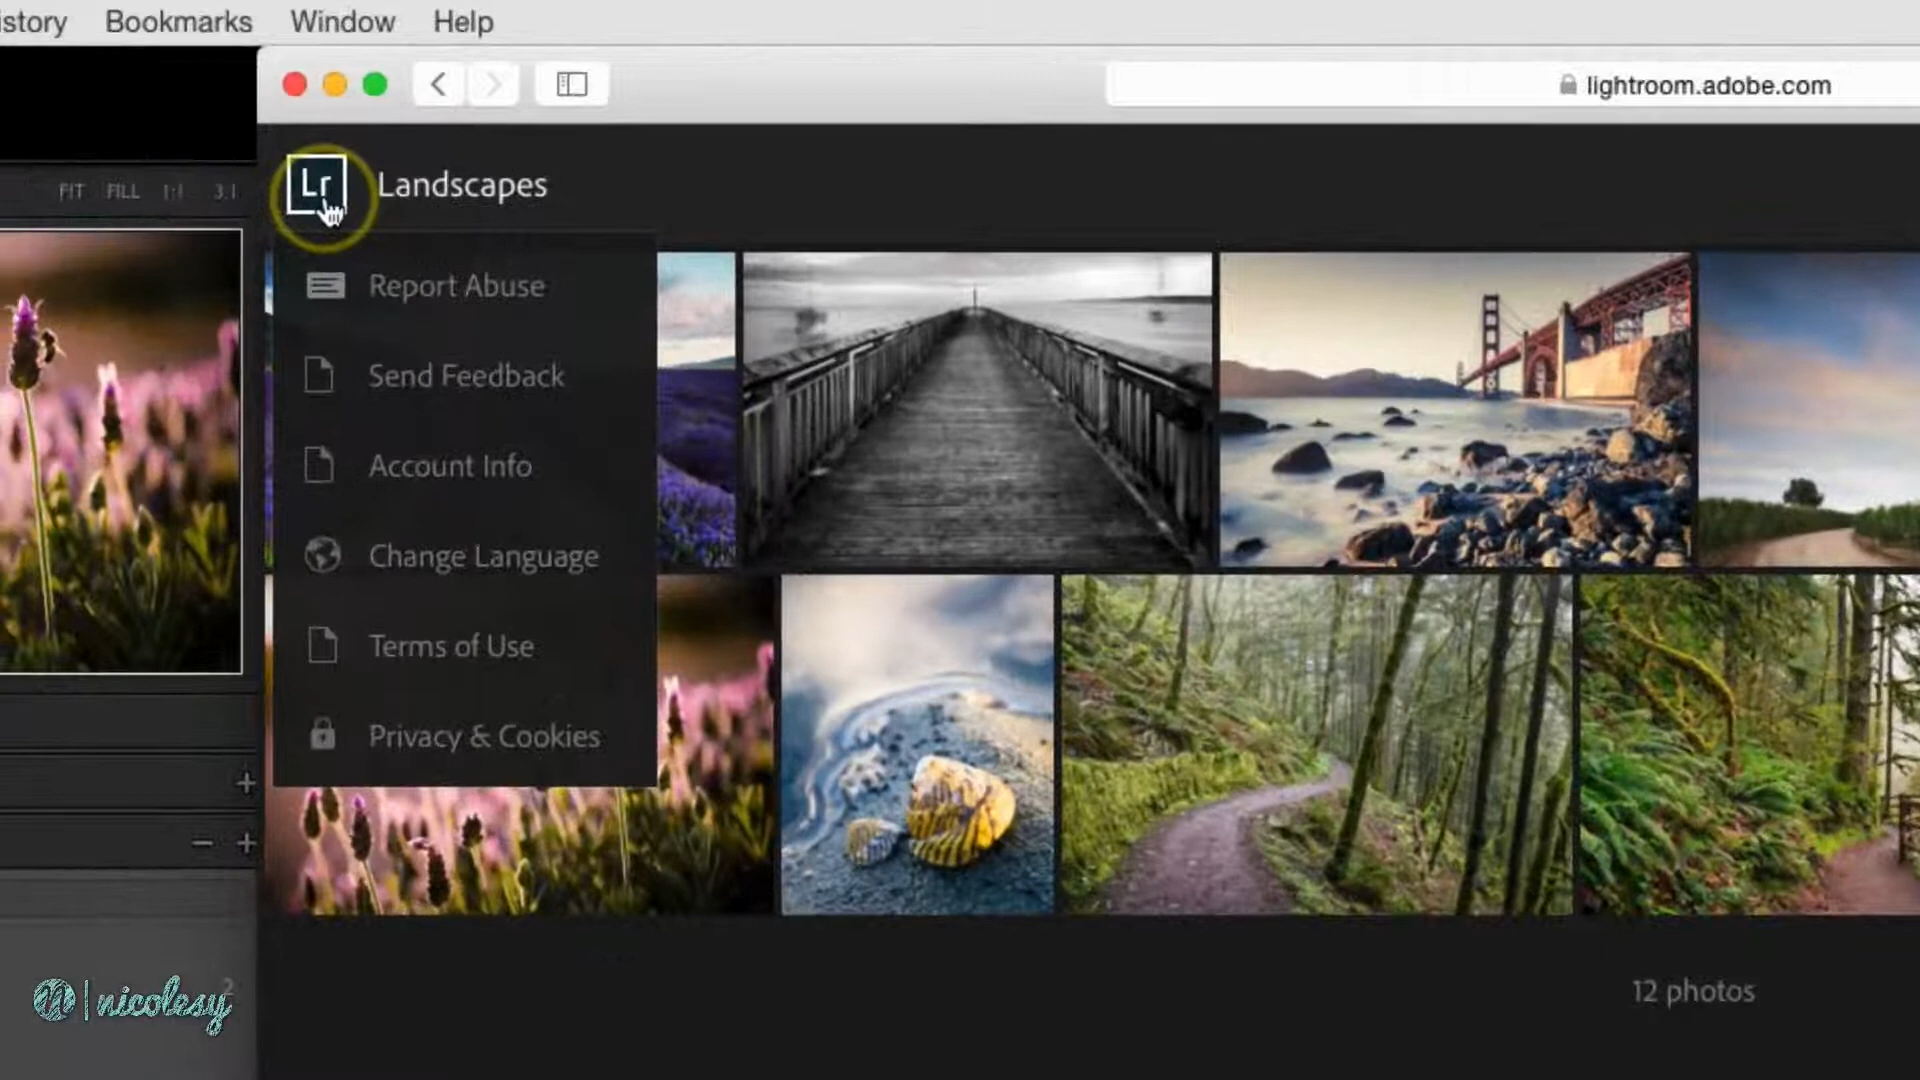 istory Bookmarks Window Help
lightroom.adobe.com
FIT FILL 1:1 3:1
Lr Landscapes
Report Abuse
Send Feedback
Account Info
Change Language
Terms of Use
Privacy & Cookies
2
n | nicolesy
12 photos